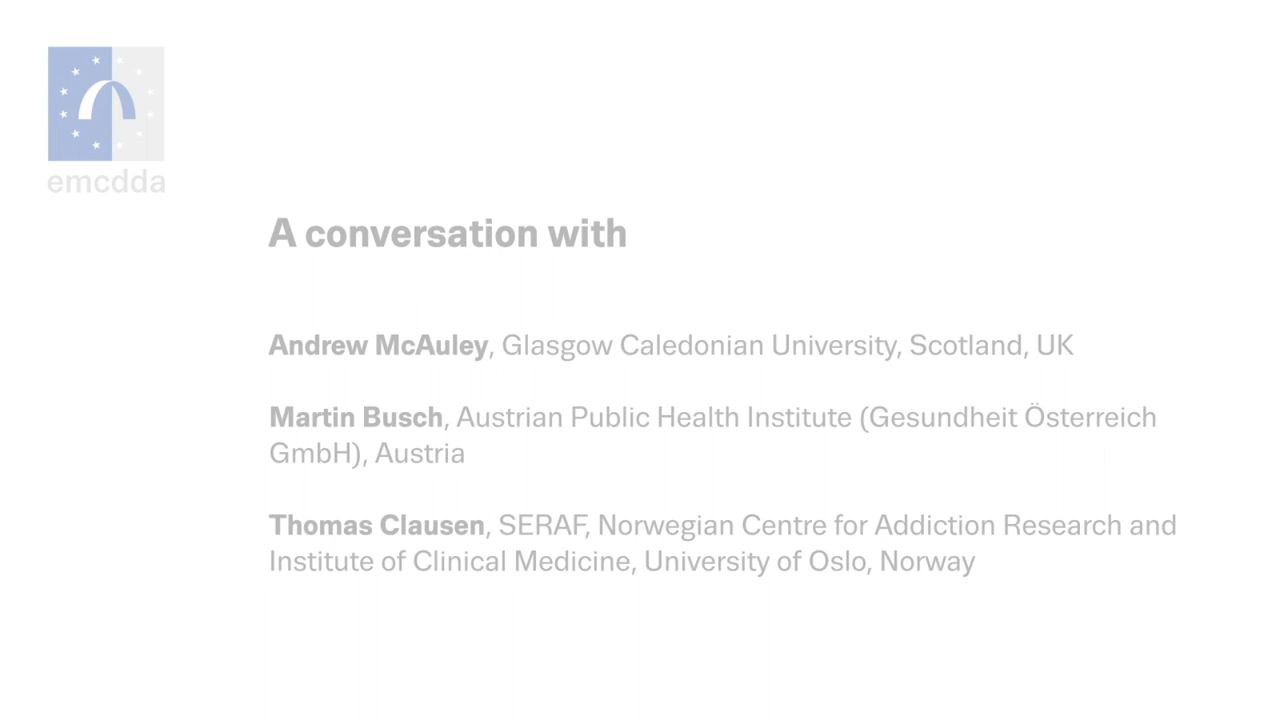 emcdda
A conversation with
Andrew McAuley, Glasgow Caledonian University, Scotland, UK
Martin Busch, Austrian Public Health Institute (Gesundheit Österreich
GmbH), Austria
Thomas Clausen, SERAF, Norwegian Centre for Addiction Research and
Institute of Clinical Medicine, University of Oslo, Norway